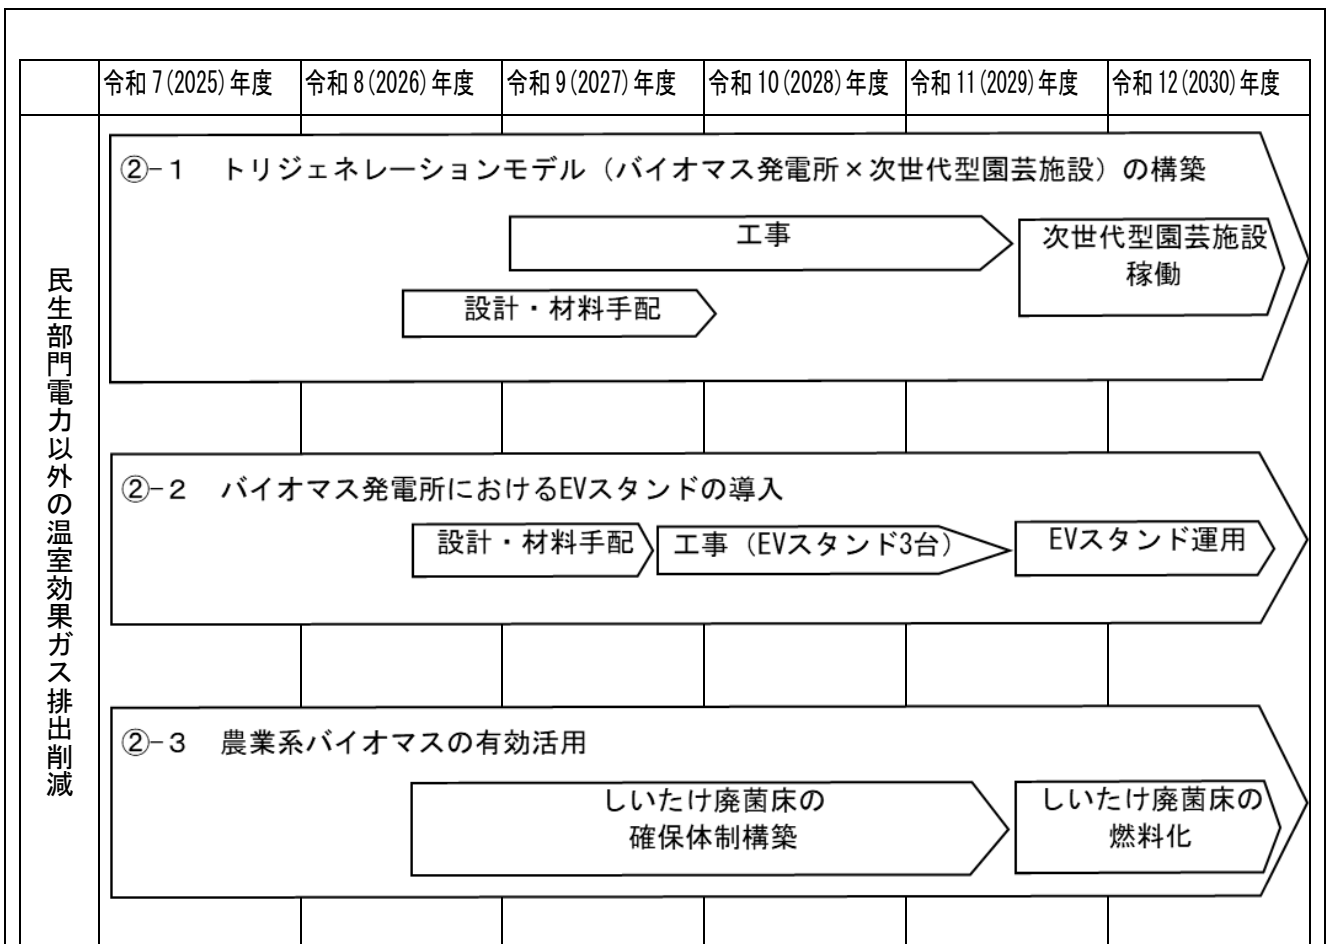 令和7(2025)年度
令和8(2026)年度
令和9(2027)年度
令和10(2028)年度
令和11(2029)年度
令和12(2030)年度
民生部門電力以外の温室効果ガス排出削減
②-1 トリジェネレーションモデル（バイオマス発電所×次世代型園芸施設）の構築
工事
次世代型園芸施設
稼働
設計・材料手配
②-2 バイオマス発電所におけるEVスタンドの導入
設計・材料手配
工事（EVスタンド3台）
EVスタンド運用
②-3 農業系バイオマスの有効活用
しいたけ廃菌床の
確保体制構築
しいたけ廃菌床の
燃料化